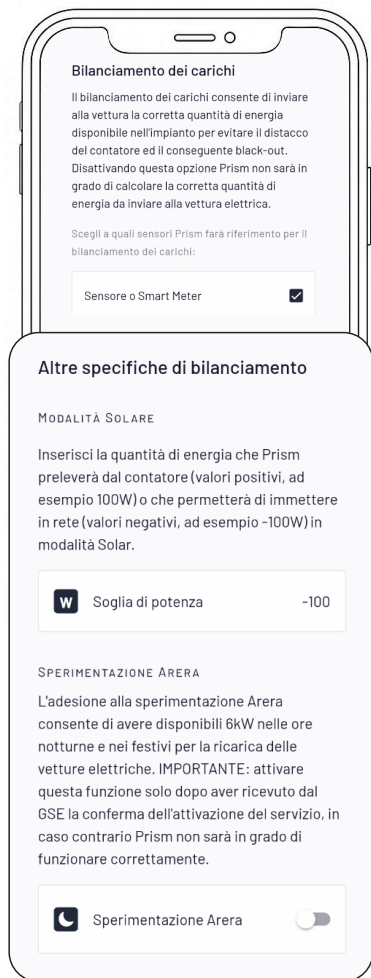 Bilanciamento dei carichi
Il bilanciamento dei carichi consente di inviare
alla vettura la corretta quantità di energia
disponibile nell'impianto per evitare il distacco
del contatore ed il conseguente black-out.
Disattivando questa opzione Prism non sarà in
grado di calcolare la corretta quantità di
energia da inviare alla vettura elettrica.
Scegli a quali sensori Prism farà riferimento per il
bilanciamento dei carichi:
Sensore o Smart Meter
Altre specifiche di bilanciamento
Modalità Solare
Inserisci la quantità di energia che Prism
preleverà dal contatore (valori positivi, ad
esempio 100W) o che permetterà di immettere
in rete (valori negativi, ad esempio -100W) in
modalità Solar.
W Soglia di potenza -100
Sperimentazione Arera
L'adesione alla sperimentazione Arera
consente di avere disponibili 6kW nelle ore
notturne e nei festivi per la ricarica delle
vetture elettriche. IMPORTANTE: attivare
questa funzione solo dopo aver ricevuto dal
GSE la conferma dell'attivazione del servizio, in
caso contrario Prism non sarà in grado di
funzionare correttamente.
Sperimentazione Arera